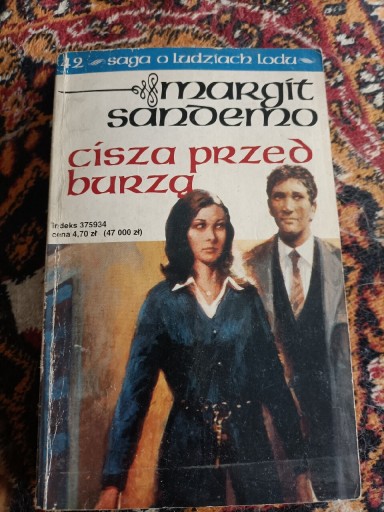 42 saga o ludziach lodu
margit
sandemo
cisza przed
burzą
Indeks 375934
cena 4,70 zł (47 000 zł)